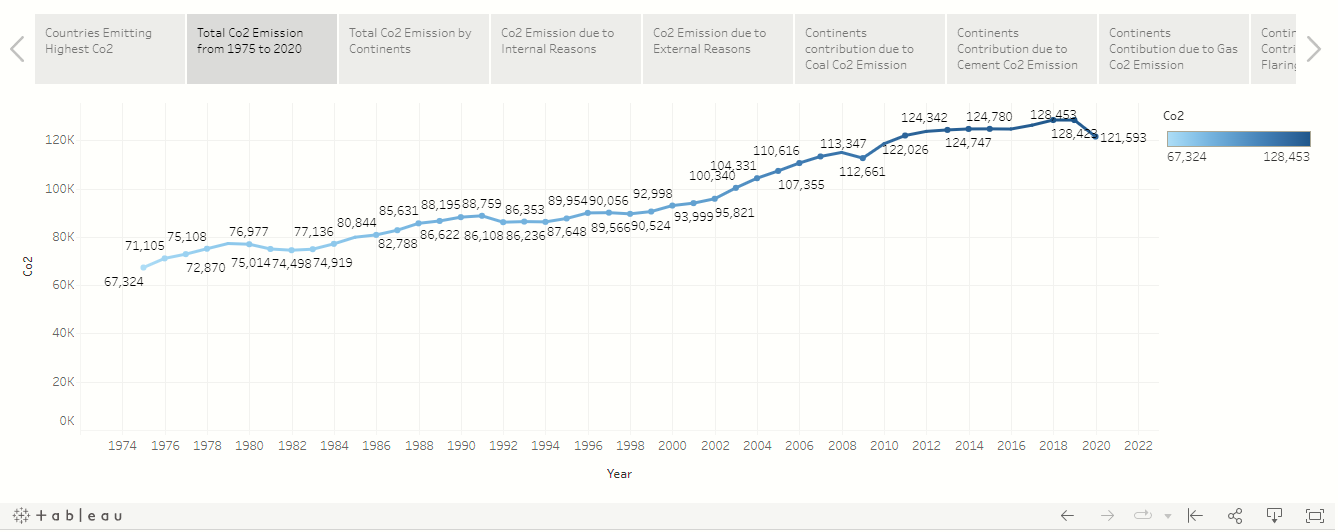 Countries Emitting
Highest Co2
Total Co2 Emission
from 1975 to 2020
Total Co2 Emission by
Continents
Co2 Emission due to
Internal Reasons
Co2 Emission due to
External Reasons
Continents
contribution due to
Coal Co2 Emission
Continents
Contribution due to
Cement Co2 Emission
Continents
Contibution due to Gas
Co2 Emission
Contin
Contri
Flaring
Co2
120K
100K
80K
60K
40K
20K
0K
67,324
71,105
72,870
75,108
76,977
75,014
74,498
74,919
77,136
80,844
82,788
85,631
86,622
88,195
88,759
86,108
86,353
86,236
87,648
89,954
90,056
89,566
90,524
92,998
93,999
95,821
100,340
104,331
107,355
110,616
113,347
112,661
122,026
124,342
124,747
124,780
128,453
128,423
121,593
1974 1976 1978 1980 1982 1984 1986 1988 1990 1992 1994 1996 1998 2000 2002 2004 2006 2008 2010 2012 2014 2016 2018 2020 2022
Year
Co2
67,324 128,453
+ableau